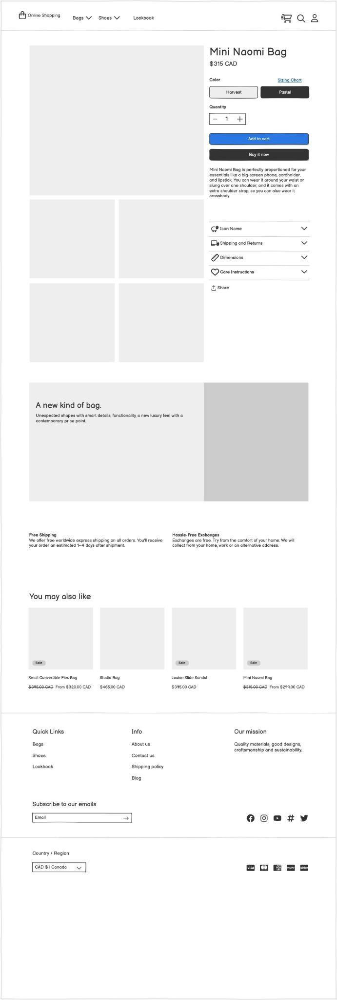 Online Shopping
Bags
Shoes
Lookbook
Mini Naomi Bag
$315 CAD
Color
Sizing Chart
Harvest
Pastel
Quantity
1
Add to cart
Buy it now
Mini Naomi Bag is perfectly proportioned for your
essentials like a big-screen phone, cardholder,
and lipstick. You can wear it around your waist or
slung over one shoulder, and it comes with an
extra shoulder strap, so you can also wear it
crossbody.
Icon Name
Shipping and Returns
Dimensions
Care Instructions
Share
A new kind of bag.
Unexpected shapes with smart details, functionality, a new luxury feel with a
contemporary price point.
Free Shipping
We offer free worldwide express shipping on all orders. You'll receive
your order an estimated 1–4 days after shipment.
Hassle-Free Exchanges
Exchanges are free. Try from the comfort of your home. We will
collect from your home, work or an alternative address.
You may also like
Sale
Sale
Sale
Small Convertible Flex Bag
Studio Bag
Louise Slide Sandal
Mini Naomi Bag
$395.00 CAD From $320.00 CAD
$465.00 CAD
$395.00 CAD
$315.00 CAD From $299.00 CAD
Quick Links
Bags
Shoes
Lookbook
Info
About us
Contact us
Shipping policy
Blog
Our mission
Quality materials, good designs,
craftsmanship and sustainability.
Subscribe to our emails
Email
Country / Region
CAD $ | Canada
VISA
AM
EX
PayPal
stripe